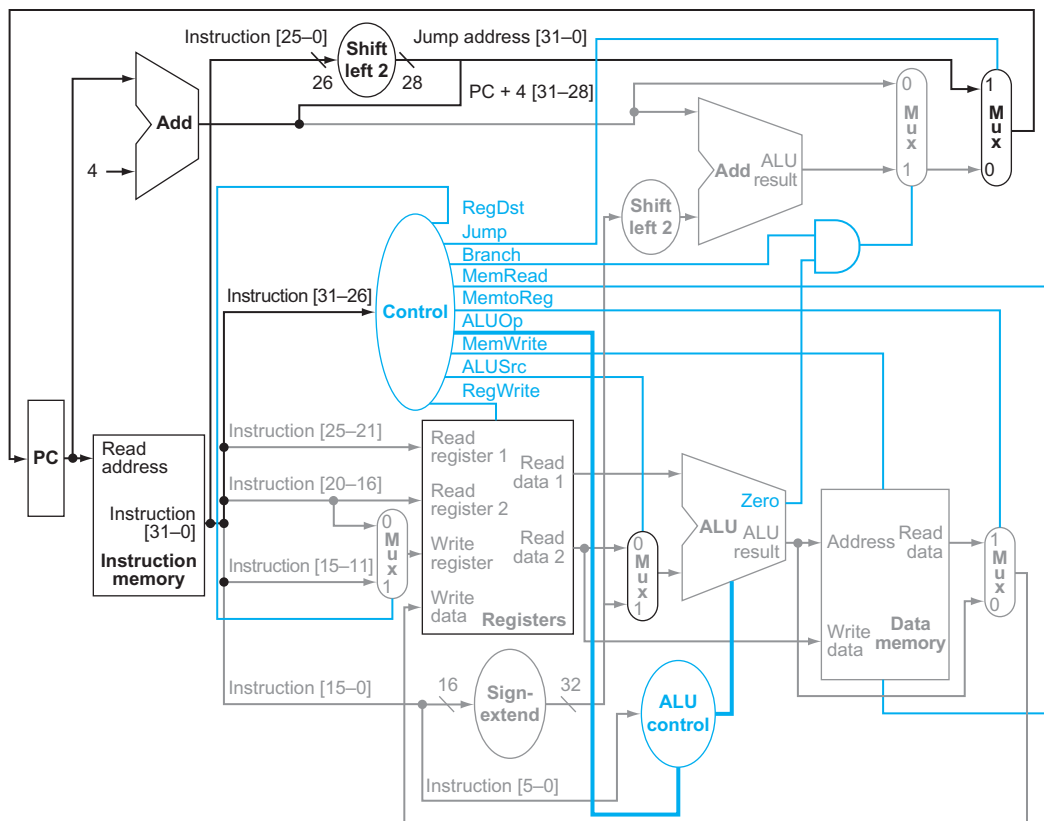 Instruction [25–0]
Shift
left 2
Jump address [31–0]
26
28
PC + 4 [31–28]
Add
4
0
M
u
x
1
1
M
u
x
0
Add
ALU
result
Shift
left 2
RegDst
Jump
Branch
MemRead
MemtoReg
ALUOp
MemWrite
ALUSrc
RegWrite
Control
Instruction [31–26]
PC
Read
address
Instruction
[31–0]
Instruction
memory
Instruction [25–21]
Instruction [20–16]
Instruction [15–11]
0
M
u
x
1
Read
register 1
Read
register 2
Write
register
Write
data
Read
data 1
Read
data 2
Registers
0
M
u
x
1
Zero
ALU
ALU
result
Address
Read
data
Write
data
Data
memory
1
M
u
x
0
Instruction [15–0]
16
Sign-
extend
32
ALU
control
Instruction [5–0]